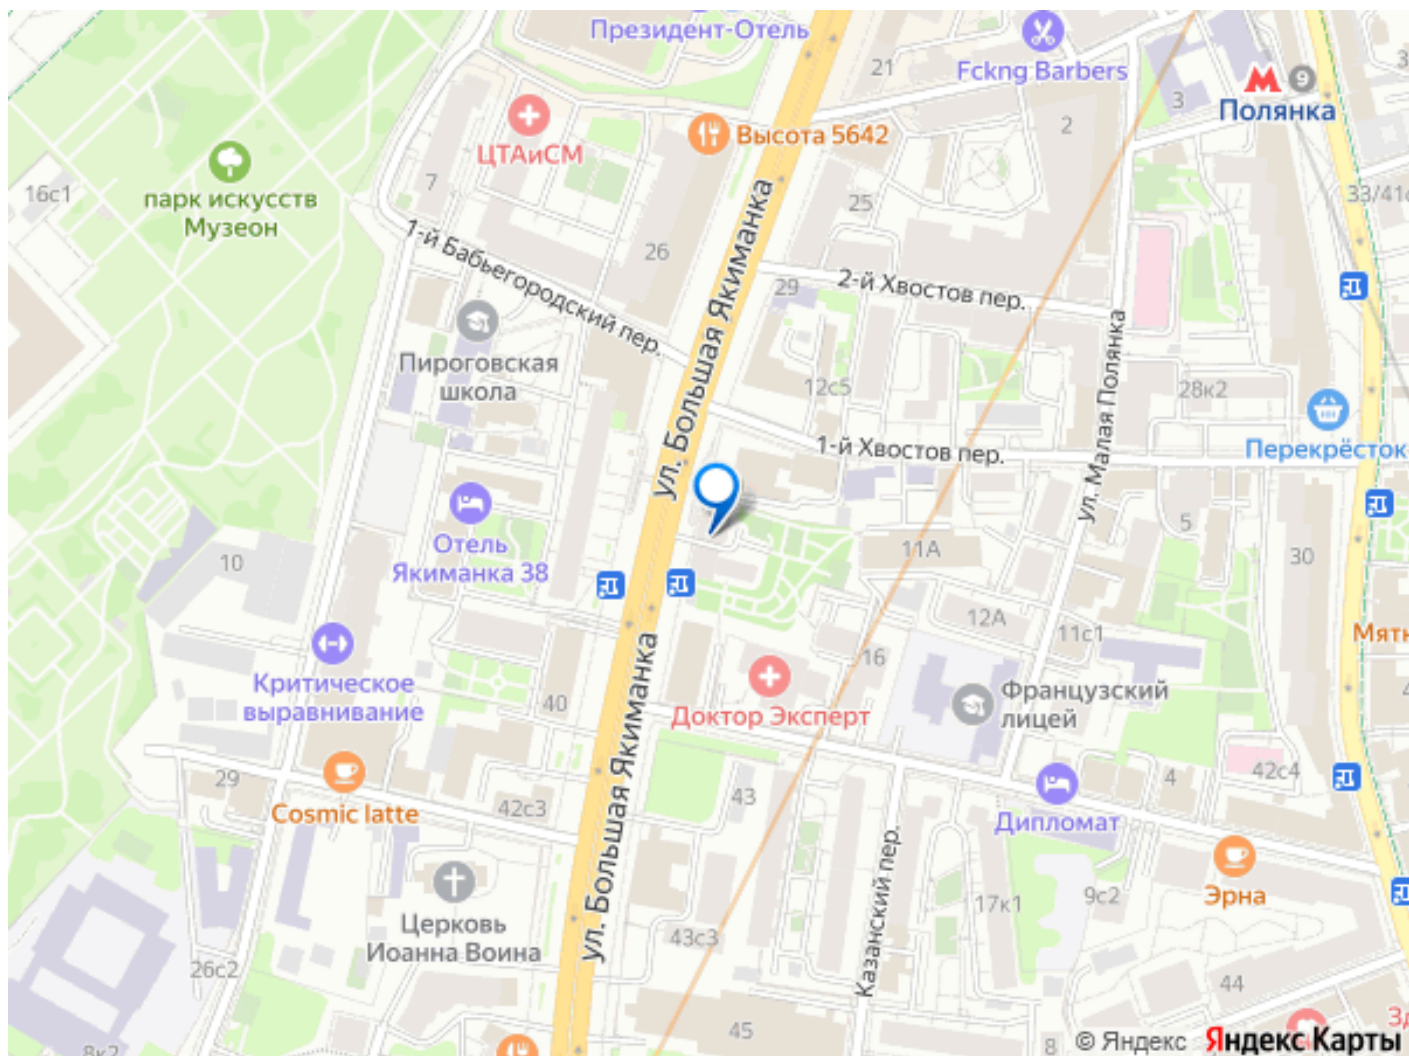 Президент-Отель
21
Fckng Barbers
9
Полянка
3
2
ЦТАиСМ
Высота 5642
16с1
парк искусств
Музеон
7
25
33/41с
1-й Бабьегородский пер.
26
ул. Большая Якиманка
2-й Хвостов пер.
29
Пироговская
школа
12с5
ул. Малая Полянка
28к2
Перекрёсток
1-й Хвостов пер.
Отель
Якиманка 38
10
11А
5
30
12А
11с1
16
Критическое
выравнивание
40
ул. Большая Якиманка
Доктор Эксперт
Французский
лицей
29
Cosmic latte
42с3
43
4
42с4
Дипломат
Казанский пер.
Эрна
Церковь
Иоанна Воина
17к1
9с2
43с3
26с2
44
45
8
8к2
© Яндекс Яндекс Карты